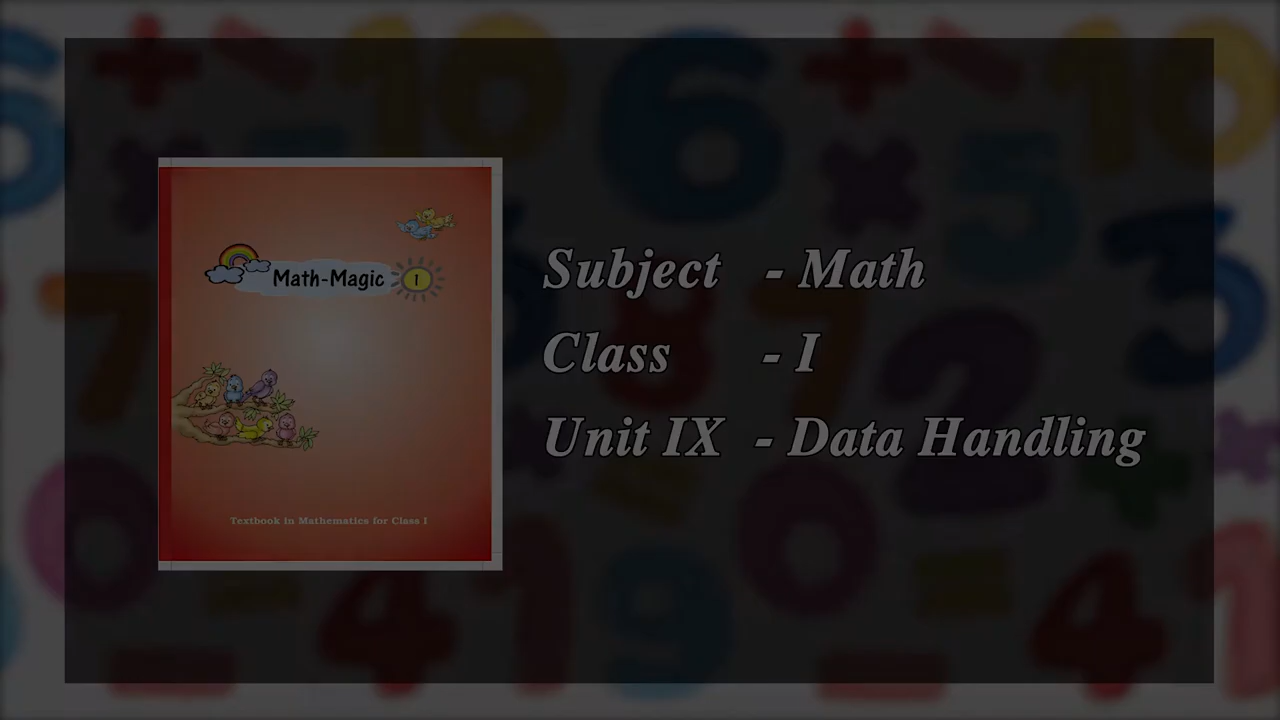 Math-Magic 1
Textbook in Mathematics for Class I
Subject - Math
Class - I
Unit IX - Data Handling